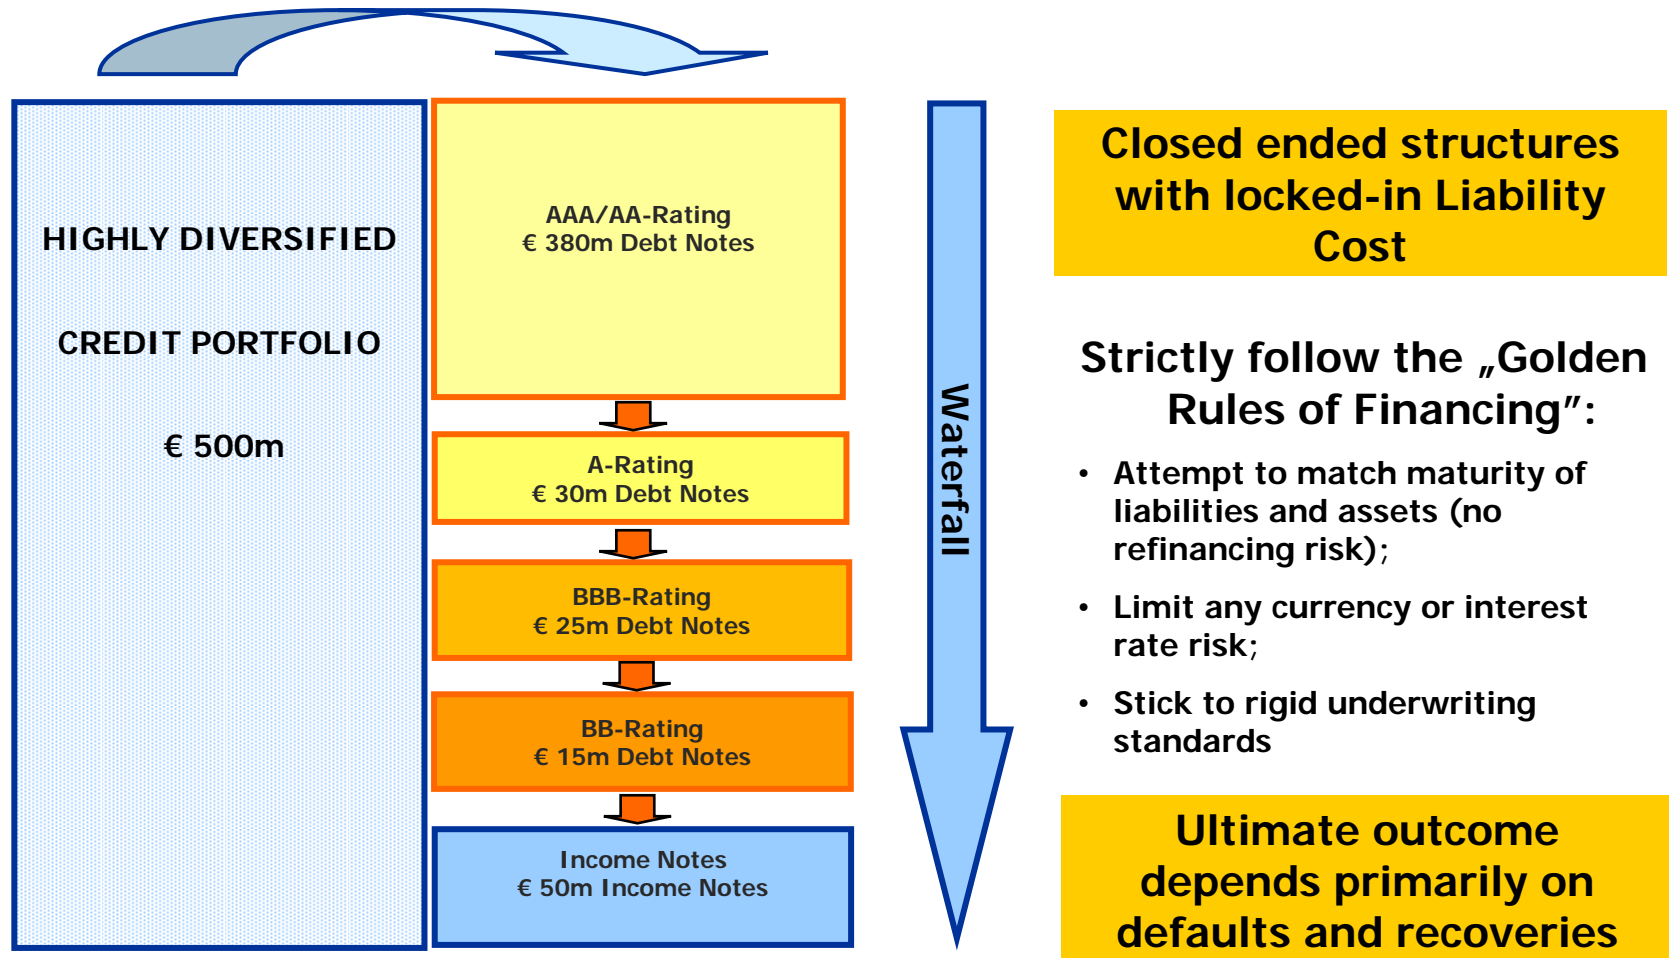 HIGHLY DIVERSIFIED
CREDIT PORTFOLIO
€ 500m
AAA/AA-Rating
€ 380m Debt Notes
A-Rating
€ 30m Debt Notes
BBB-Rating
€ 25m Debt Notes
BB-Rating
€ 15m Debt Notes
Income Notes
€ 50m Income Notes
Waterfall
Closed ended structures
with locked-in Liability
Cost
Strictly follow the „Golden
Rules of Financing”:
• Attempt to match maturity of
liabilities and assets (no
refinancing risk);
• Limit any currency or interest
rate risk;
• Stick to rigid underwriting
standards
Ultimate outcome
depends primarily on
defaults and recoveries